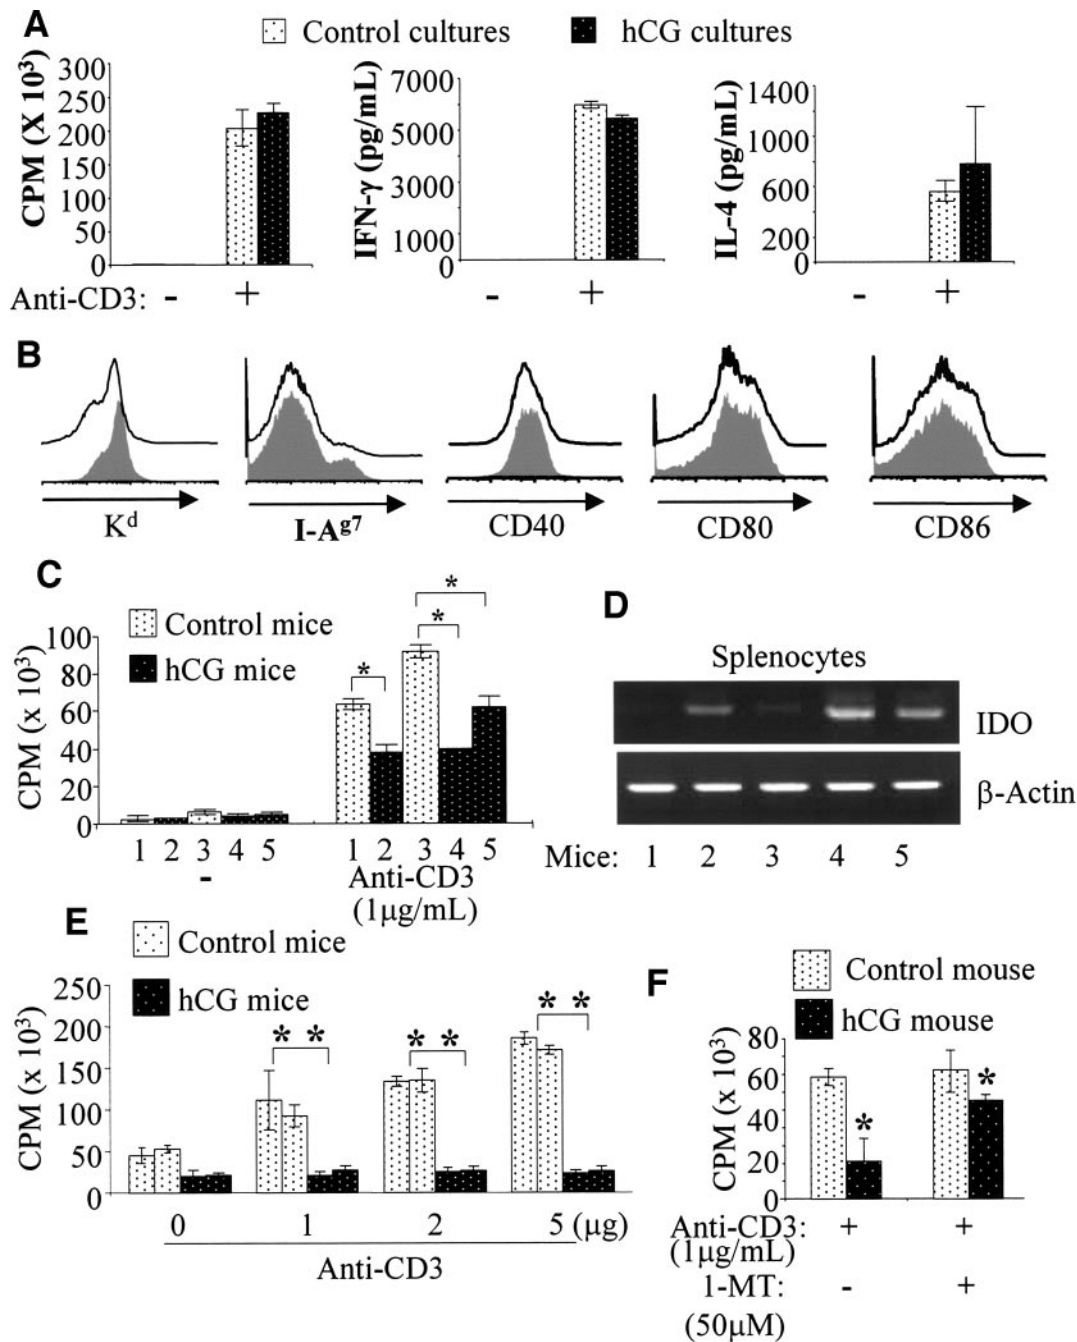 A
Control cultures
hCG cultures
CPM (X 10³)
300
250
200
150
100
50
0
IFN-γ (pg/mL)
7000
5000
3000
1000
0
IL-4 (pg/mL)
1400
1000
600
200
0
Anti-CD3: - +
- +
- +
B
Kᵈ
I-Aᵍ⁷
CD40
CD80
CD86
C
Control mice
hCG mice
CPM (x 10³)
100
80
60
40
20
0
*
*
*
1 2 3 4 5
-
1 2 3 4 5
Anti-CD3
(1μg/mL)
D
Splenocytes
IDO
β-Actin
Mice: 1 2 3 4 5
E
Control mice
hCG mice
CPM (x 10³)
250
200
150
100
50
0
* *
* *
* *
0 1 2 5 (μg)
Anti-CD3
F
Control mouse
hCG mouse
CPM (x 10³)
80
60
40
20
0
*
*
Anti-CD3: + +
(1μg/mL)
1-MT: - +
(50μM)